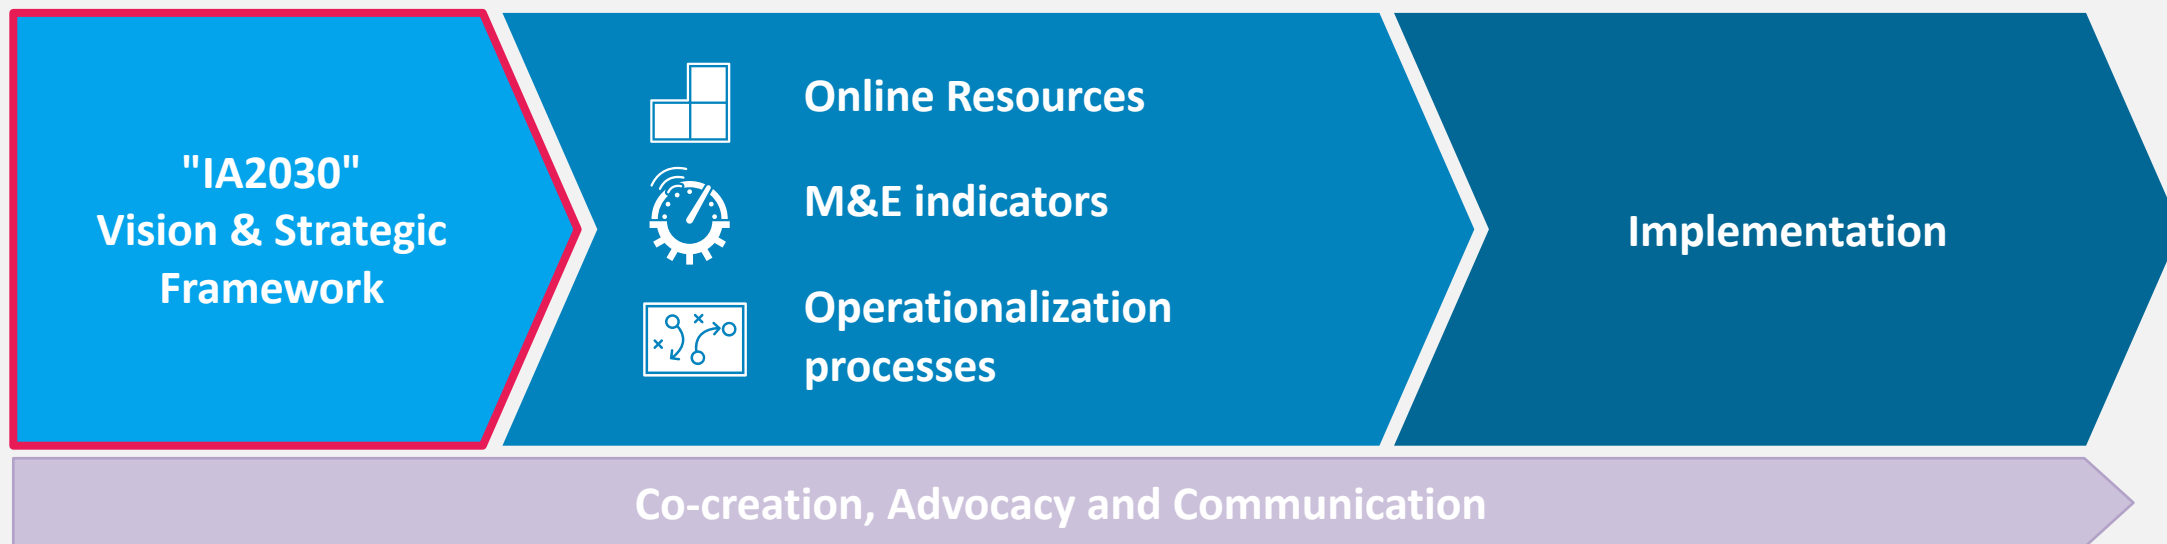 "IA2030"
Vision & Strategic
Framework
Online Resources
M&E indicators
Operationalization
processes
Implementation
Co-creation, Advocacy and Communication